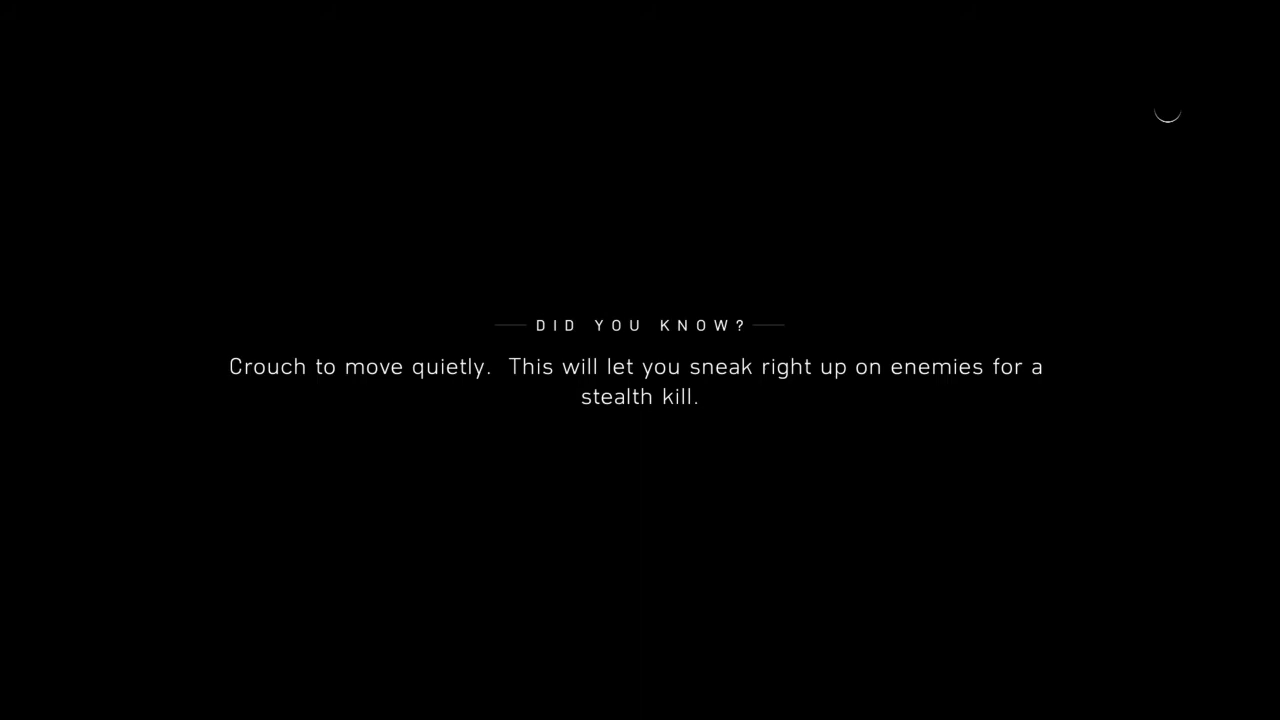 DID YOU KNOW?
Crouch to move quietly.  This will let you sneak right up on enemies for a
stealth kill.